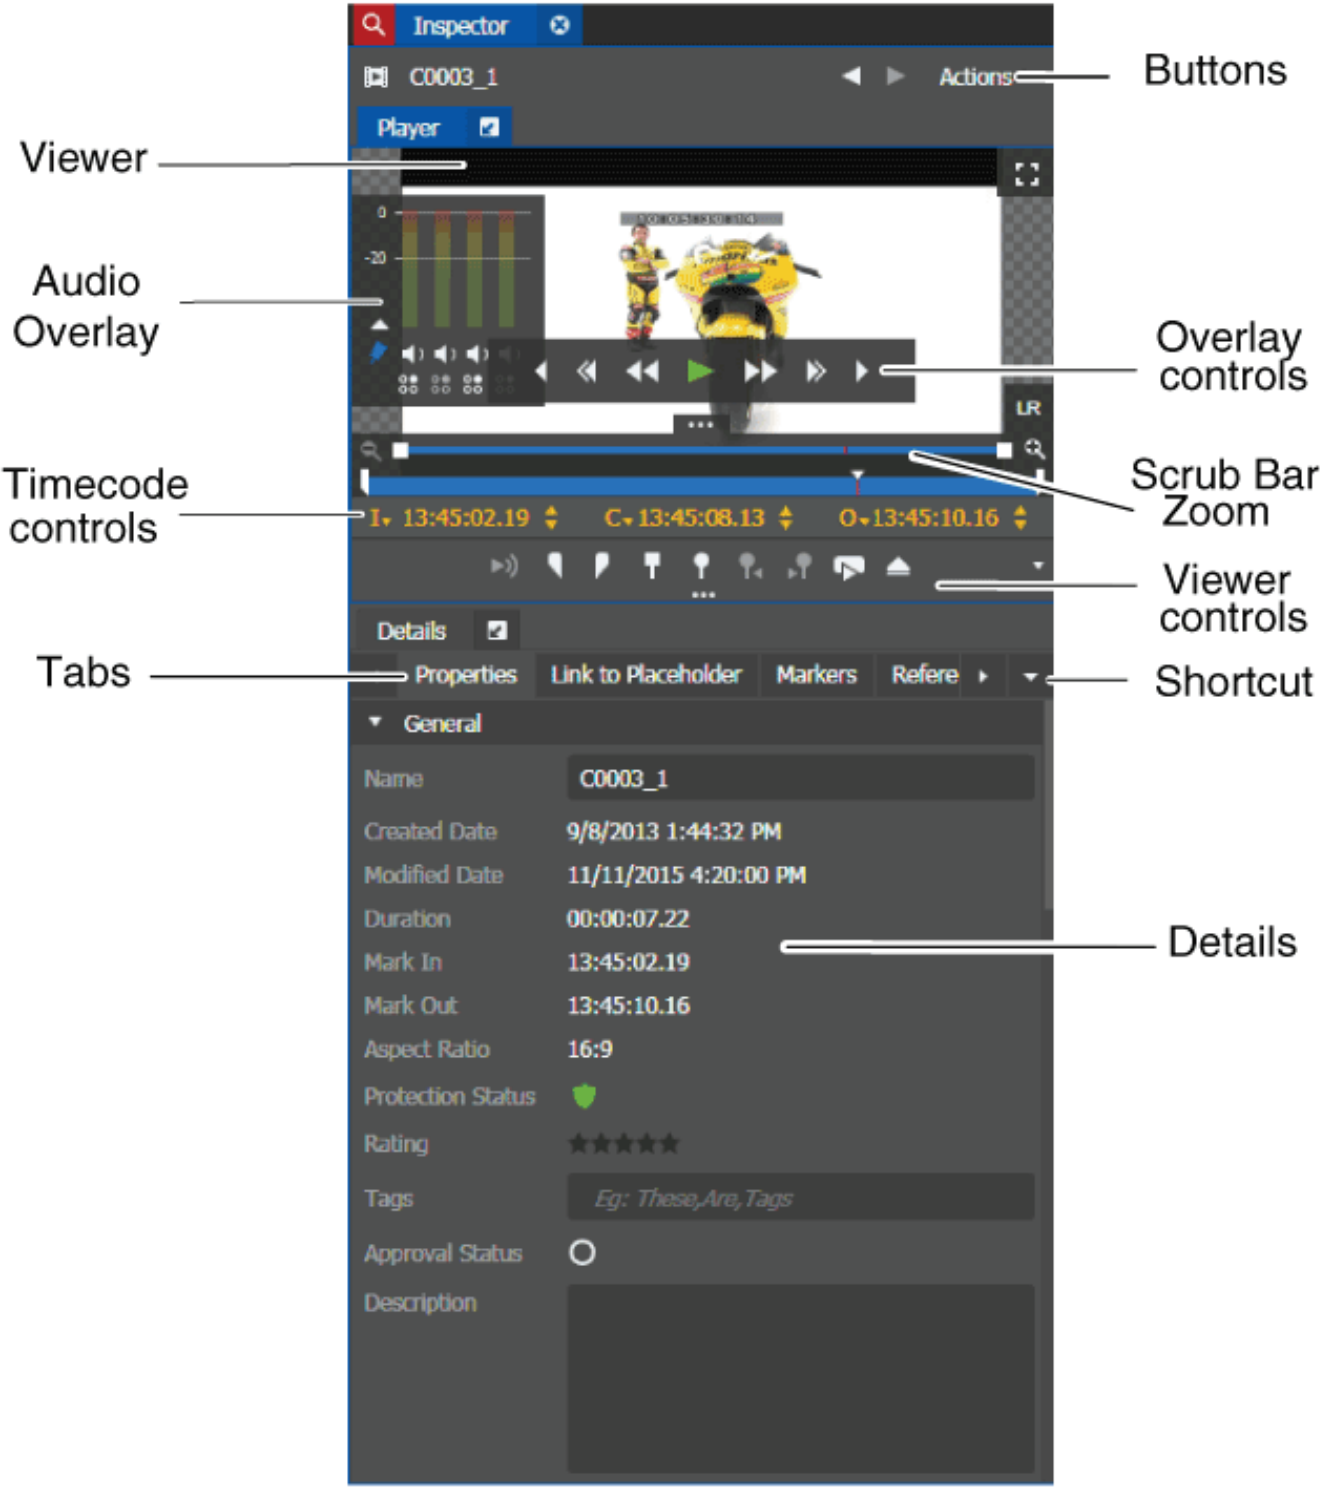 Inspector
C0003_1
Actions
Buttons
Player
Viewer
0
-20
10:05:30:14
Audio
Overlay
Overlay
controls
LR
Scrub Bar
Zoom
Timecode
controls
I 13:45:02.19
C 13:45:08.13
O 13:45:10.16
Viewer
controls
Details
Tabs
Properties
Link to Placeholder
Markers
Refere
Shortcut
General
Name
C0003_1
Created Date
9/8/2013 1:44:32 PM
Modified Date
11/11/2015 4:20:00 PM
Duration
00:00:07.22
Details
Mark In
13:45:02.19
Mark Out
13:45:10.16
Aspect Ratio
16:9
Protection Status
Rating
Tags
Eg: These,Are,Tags
Approval Status
Description